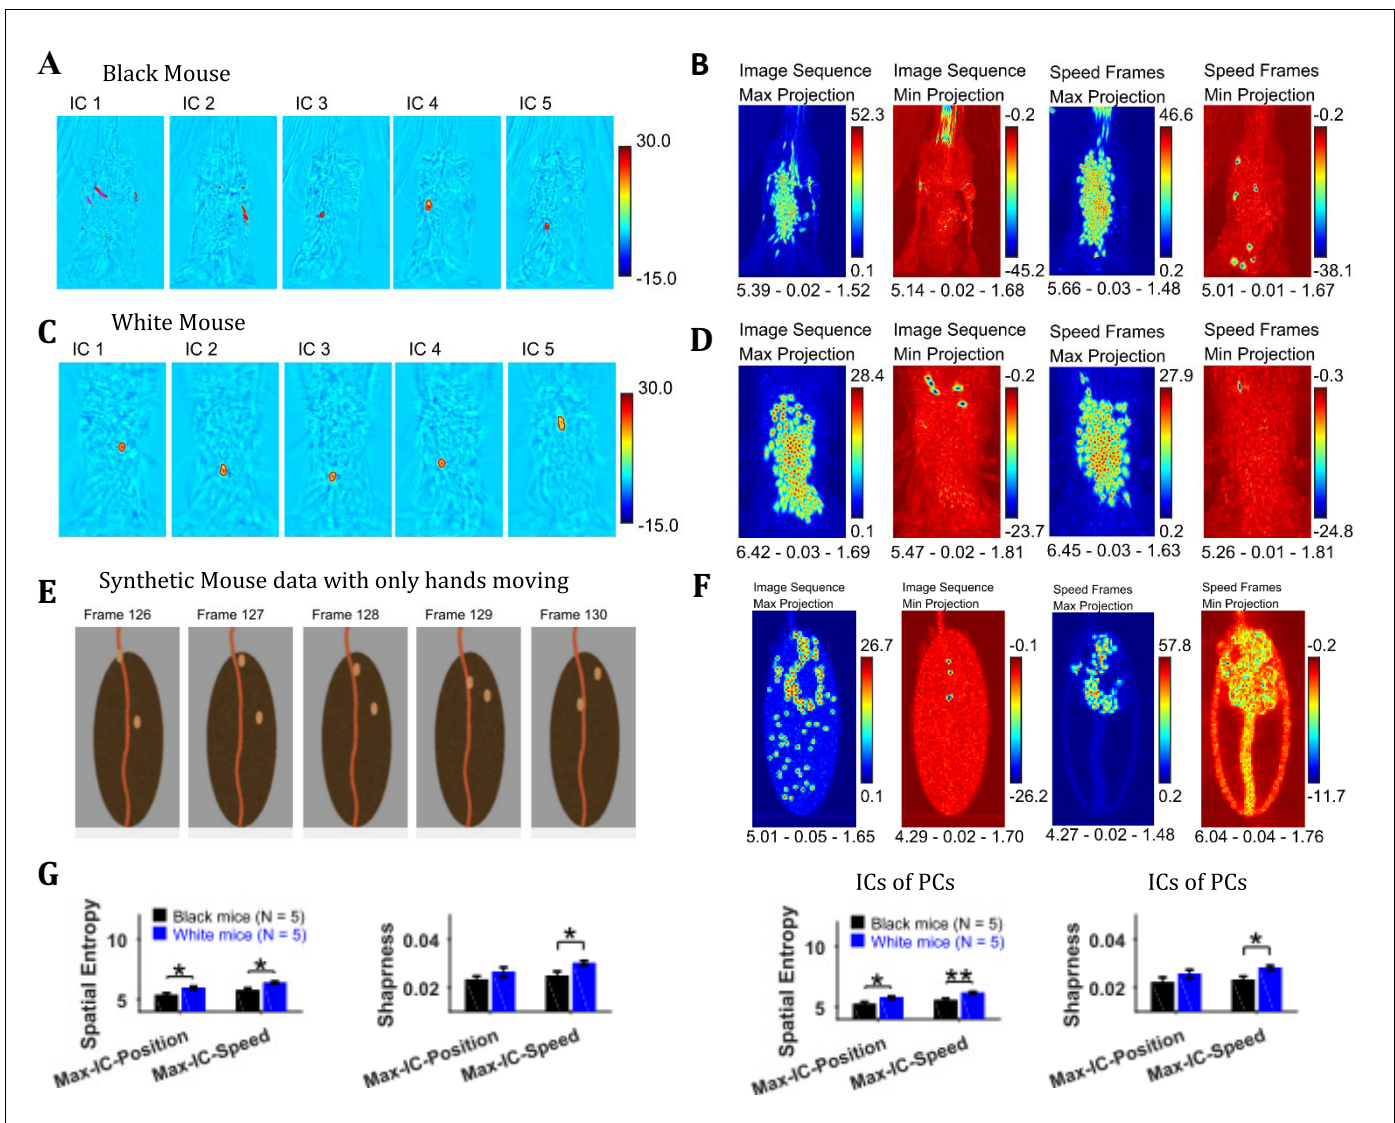 A
Black Mouse
IC 1 IC 2 IC 3 IC 4 IC 5
30.0
-15.0
B
Image Sequence Image Sequence Speed Frames Speed Frames
Max Projection Min Projection Max Projection Min Projection
52.3 -0.2 46.6 -0.2
0.1 -45.2 0.2 -38.1
5.39 - 0.02 - 1.52 5.14 - 0.02 - 1.68 5.66 - 0.03 - 1.48 5.01 - 0.01 - 1.67
C
White Mouse
IC 1 IC 2 IC 3 IC 4 IC 5
30.0
-15.0
D
Image Sequence Image Sequence Speed Frames Speed Frames
Max Projection Min Projection Max Projection Min Projection
28.4 -0.2 27.9 -0.3
0.1 -23.7 0.2 -24.8
6.42 - 0.03 - 1.69 5.47 - 0.02 - 1.81 6.45 - 0.03 - 1.63 5.26 - 0.01 - 1.81
E
Synthetic Mouse data with only hands moving
Frame 126 Frame 127 Frame 128 Frame 129 Frame 130
F
Image Sequence Image Sequence Speed Frames Speed Frames
Max Projection Min Projection Max Projection Min Projection
26.7 -0.1 57.8 -0.2
0.1 -26.2 0.2 -11.7
5.01 - 0.05 - 1.65 4.29 - 0.02 - 1.70 4.27 - 0.02 - 1.48 6.04 - 0.04 - 1.76
G
Spatial Entropy
10
5
Black mice (N = 5)
White mice (N = 5)
* *
Max-IC-Position Max-IC-Speed
Shaprness
0.04
0.02
*
Max-IC-Position Max-IC-Speed
ICs of PCs
Spatial Entropy
10
5
Black mice (N = 5)
White mice (N = 5)
* **
Max-IC-Position Max-IC-Speed
ICs of PCs
Shaprness
0.04
0.02
*
Max-IC-Position Max-IC-Speed